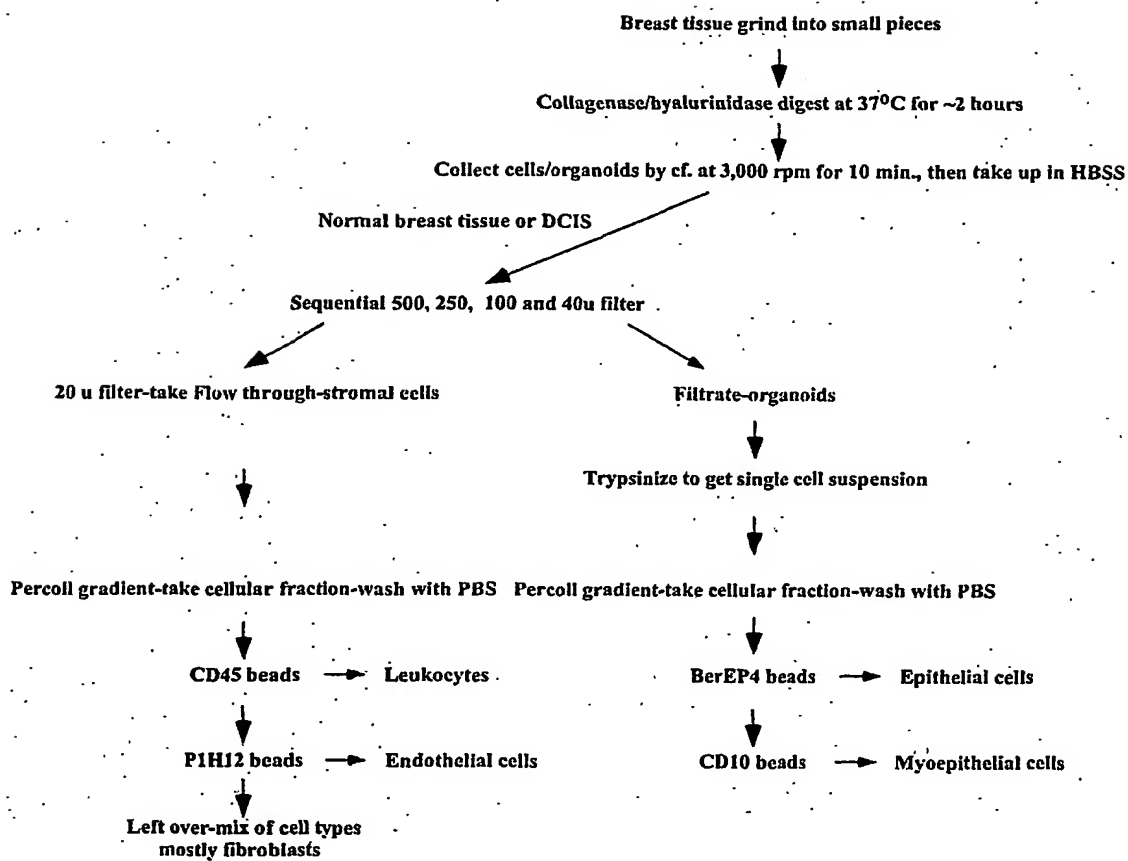 Breast tissue grind into small pieces
Collagenase/hyalurinidase digest at 37⁰C for ~2 hours
Collect cells/organoids by cf. at 3,000 rpm for 10 min., then take up in HBSS
Normal breast tissue or DCIS
Sequential 500, 250, 100 and 40u filter
20 u filter-take Flow through-stromal cells
Filtrate-organoids
Trypsinize to get single cell suspension
Percoll gradient-take cellular fraction-wash with PBS
Percoll gradient-take cellular fraction-wash with PBS
CD45 beads
Leukocytes
BerEP4 beads
Epithelial cells
P1H12 beads
Endothelial cells
CD10 beads
Myoepithelial cells
Left over-mix of cell types
mostly fibroblasts